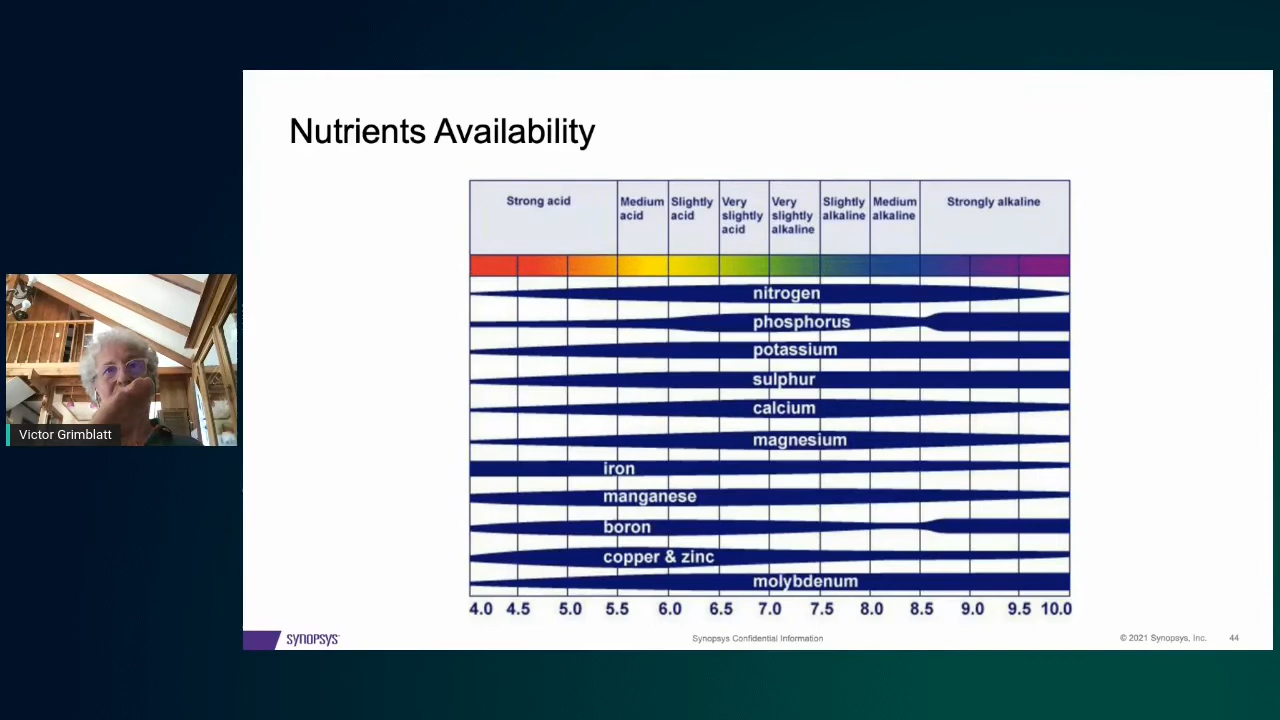 Nutrients Availability
Strong acid
Medium
acid
Slightly
acid
Very
slightly
acid
Very
slightly
alkaline
Slightly
alkaline
Medium
alkaline
Strongly alkaline
nitrogen
phosphorus
potassium
sulphur
calcium
magnesium
iron
manganese
boron
copper & zinc
molybdenum
4.0 4.5 5.0 5.5 6.0 6.5 7.0 7.5 8.0 8.5 9.0 9.5 10.0
SYNOPSYS
Synopsys Confidential Information
© 2021 Synopsys, Inc. 44
Victor Grimblatt